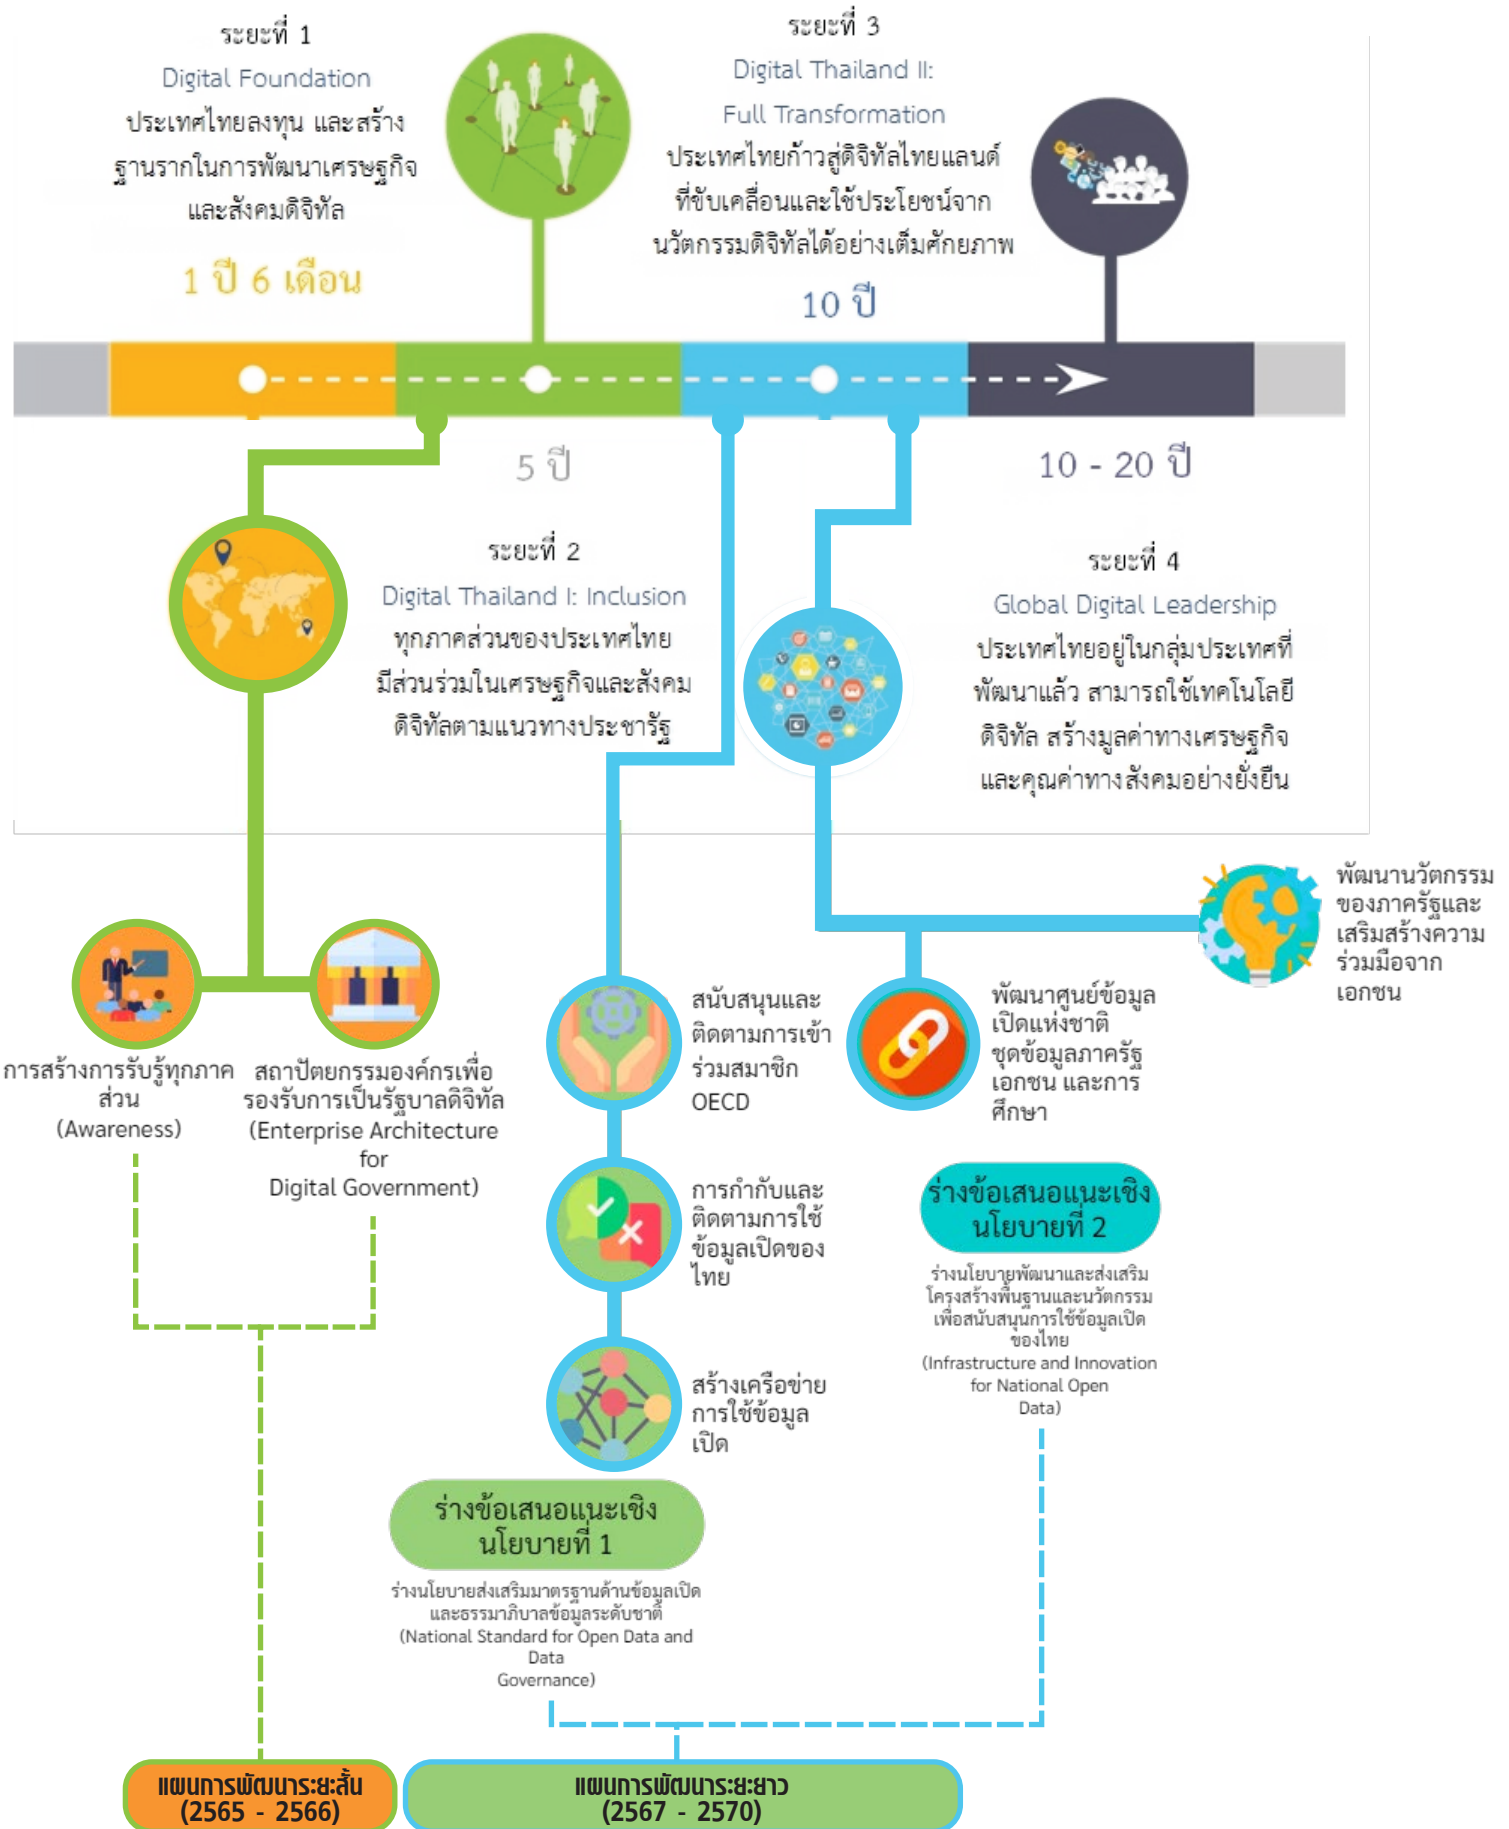 ระยะที่ 1
Digital Foundation
ประเทศไทยลงทุน และสร้าง
ฐานรากในการพัฒนาเศรษฐกิจ
และสังคมดิจิทัล
1 ปี 6 เดือน
ระยะที่ 3
Digital Thailand II:
Full Transformation
ประเทศไทยก้าวสู่ดิจิทัลไทยแลนด์
ที่ขับเคลื่อนและใช้ประโยชน์จาก
นวัตกรรมดิจิทัลได้อย่างเต็มศักยภาพ
10 ปี
5 ปี
ระยะที่ 2
Digital Thailand I: Inclusion
ทุกภาคส่วนของประเทศไทย
มีส่วนร่วมในเศรษฐกิจและสังคม
ดิจิทัลตามแนวทางประชารัฐ
10 - 20 ปี
ระยะที่ 4
Global Digital Leadership
ประเทศไทยอยู่ในกลุ่มประเทศที่
พัฒนาแล้ว สามารถใช้เทคโนโลยี
ดิจิทัล สร้างมูลค่าทางเศรษฐกิจ
และคุณค่าทางสังคมอย่างยั่งยืน
พัฒนานวัตกรรม
ของภาครัฐและ
เสริมสร้างความ
ร่วมมือจาก
เอกชน
การสร้างการรับรู้ทุกภาค
ส่วน
(Awareness)
สถาปัตยกรรมองค์กรเพื่อ
รองรับการเป็นรัฐบาลดิจิทัล
(Enterprise Architecture
for
Digital Government)
สนับสนุนและ
ติดตามการเข้า
ร่วมสมาชิก
OECD
พัฒนาศูนย์ข้อมูล
เปิดแห่งชาติ
ชุดข้อมูลภาครัฐ
เอกชน และการ
ศึกษา
การกำกับและ
ติดตามการใช้
ข้อมูลเปิดของ
ไทย
ร่างข้อเสนอแนะเชิง
นโยบายที่ 2
ร่างนโยบายพัฒนาและส่งเสริม
โครงสร้างพื้นฐานและนวัตกรรม
เพื่อสนับสนุนการใช้ข้อมูลเปิด
ของไทย
(Infrastructure and Innovation
for National Open
Data)
สร้างเครือข่าย
การใช้ข้อมูล
เปิด
ร่างข้อเสนอแนะเชิง
นโยบายที่ 1
ร่างนโยบายส่งเสริมมาตรฐานด้านข้อมูลเปิด
และธรรมาภิบาลข้อมูลระดับชาติ
(National Standard for Open Data and
Data
Governance)
แผนการพัฒนาระยะสั้น
(2565 - 2566)
แผนการพัฒนาระยะยาว
(2567 - 2570)